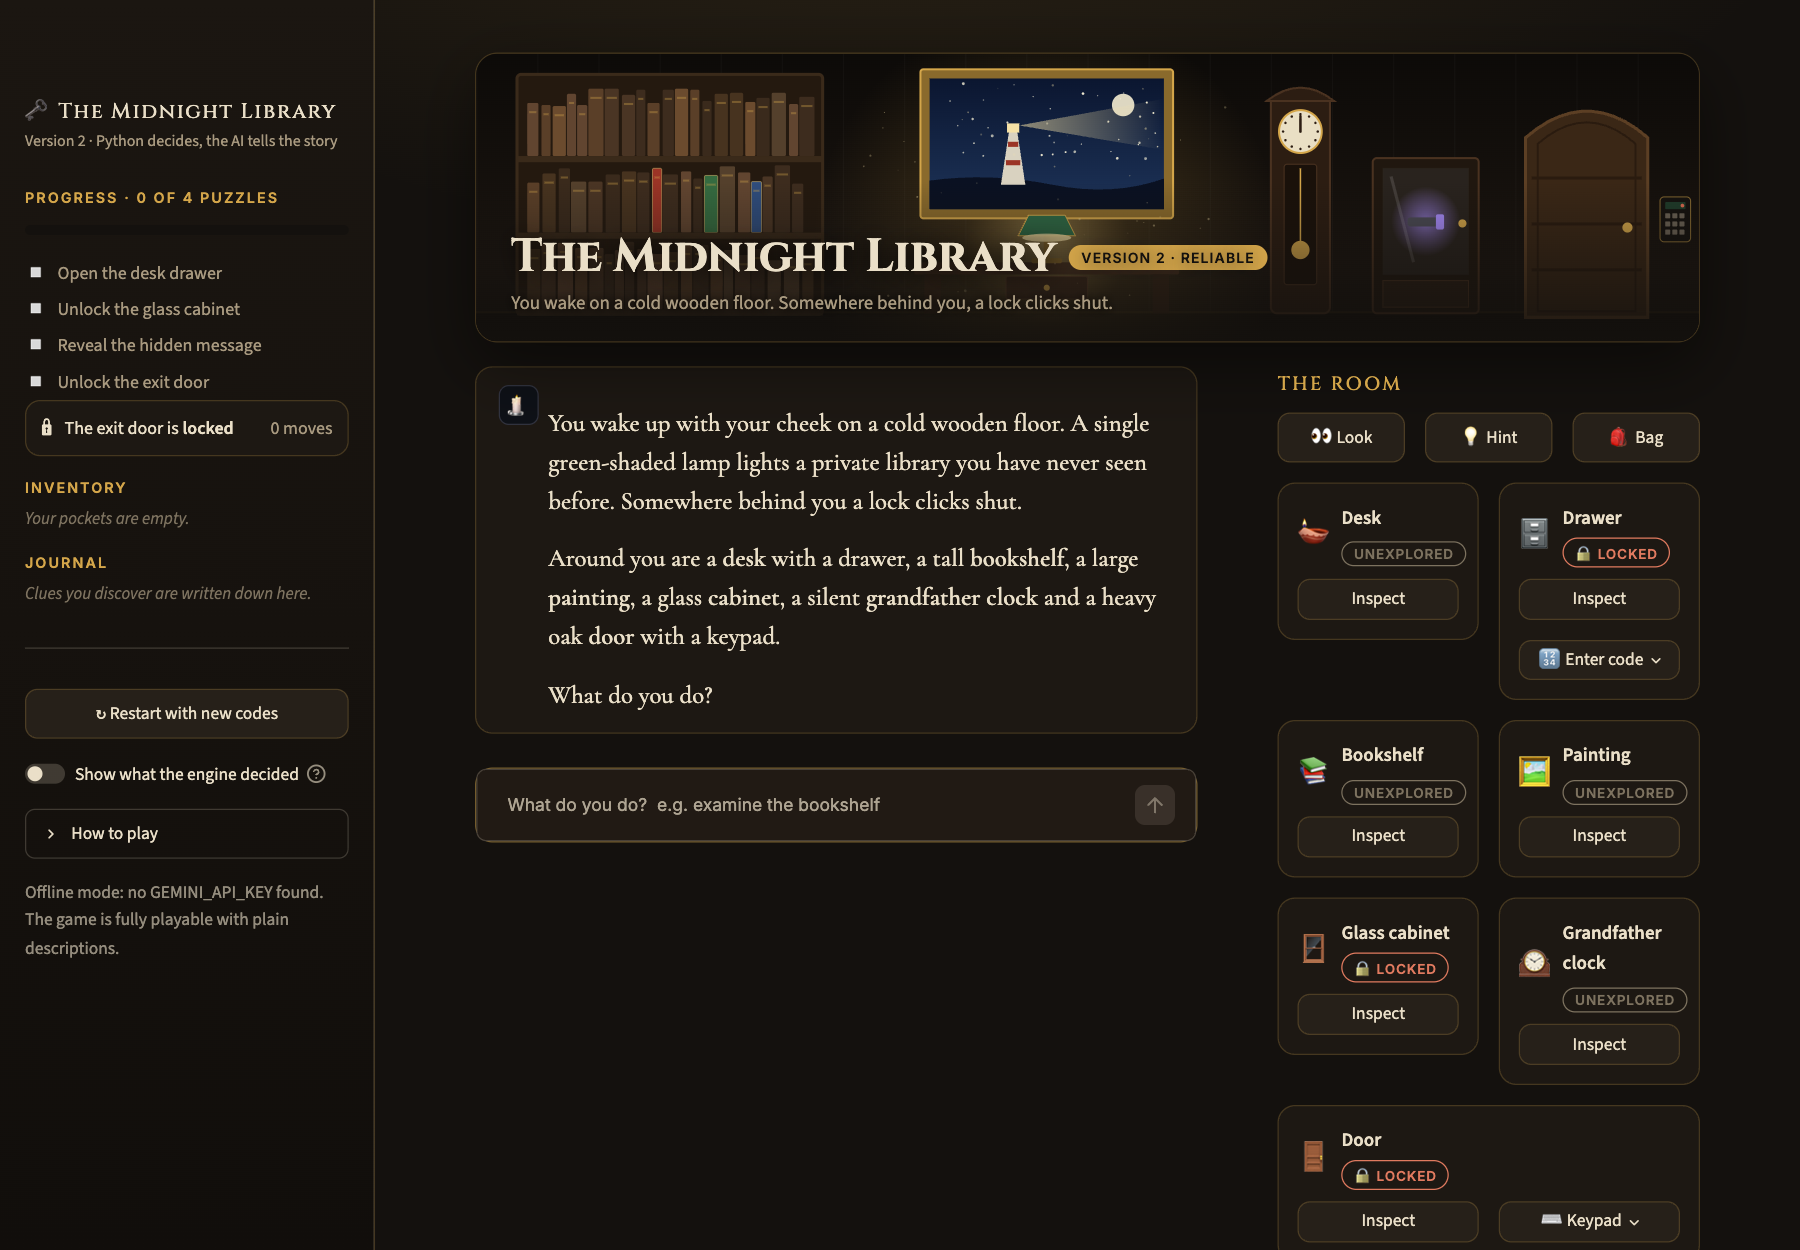 The Midnight Library
Version 2 · Python decides, the AI tells the story
PROGRESS · 0 OF 4 PUZZLES
Open the desk drawer
Unlock the glass cabinet
Reveal the hidden message
Unlock the exit door
The exit door is locked 0 moves
INVENTORY
Your pockets are empty.
JOURNAL
Clues you discover are written down here.
↻ Restart with new codes
Show what the engine decided
How to play
Offline mode: no GEMINI_API_KEY found.
The game is fully playable with plain
descriptions.
The Midnight Library VERSION 2 · RELIABLE
You wake on a cold wooden floor. Somewhere behind you, a lock clicks shut.
You wake up with your cheek on a cold wooden floor. A single
green-shaded lamp lights a private library you have never seen
before. Somewhere behind you a lock clicks shut.
Around you are a desk with a drawer, a tall bookshelf, a large
painting, a glass cabinet, a silent grandfather clock and a heavy
oak door with a keypad.
What do you do?
What do you do? e.g. examine the bookshelf
THE ROOM
Look Hint Bag
Desk
UNEXPLORED
Inspect
Drawer
LOCKED
Inspect
Enter code
Bookshelf
UNEXPLORED
Inspect
Painting
UNEXPLORED
Inspect
Glass cabinet
LOCKED
Inspect
Grandfather
clock
UNEXPLORED
Inspect
Door
LOCKED
Inspect Keypad